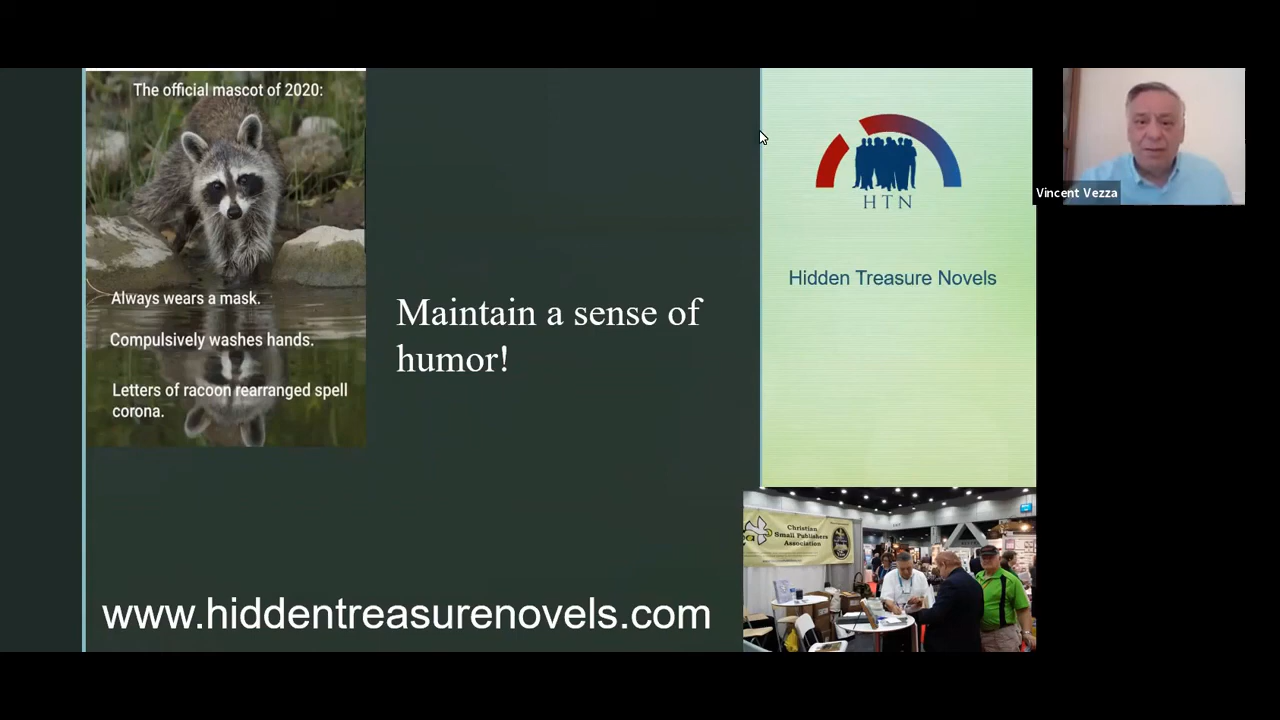 The official mascot of 2020:
Always wears a mask.
Compulsively washes hands.
Letters of racoon rearranged spell
corona.
Maintain a sense of
humor!
www.hiddentreasurenovels.com
HTN
Hidden Treasure Novels
Christian
Small Publishers
Association
Vincent Vezza